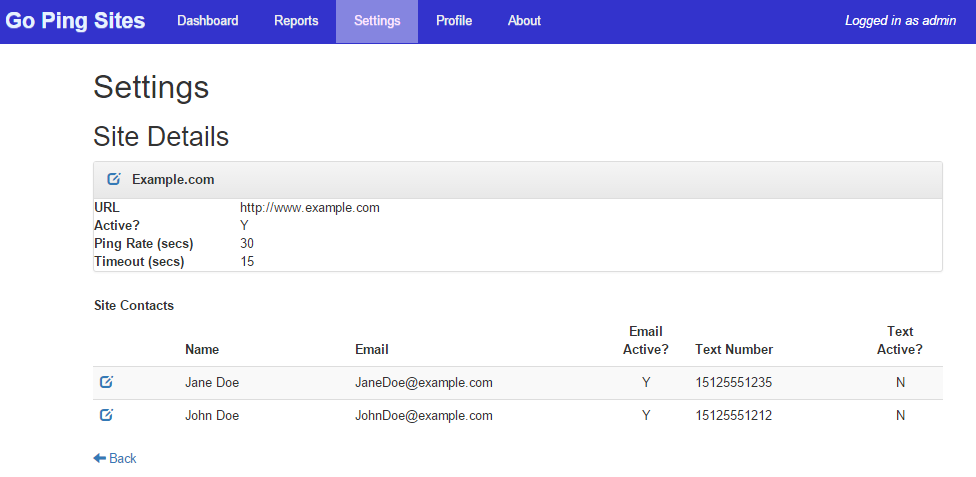 Go Ping Sites Dashboard Reports Settings Profile About Logged in as admin
Settings
Site Details
Example.com
URL http://www.example.com
Active? Y
Ping Rate (secs) 30
Timeout (secs) 15
Site Contacts
Name Email Email Active? Text Number Text Active?
Jane Doe JaneDoe@example.com Y 15125551235 N
John Doe JohnDoe@example.com Y 15125551212 N
Back